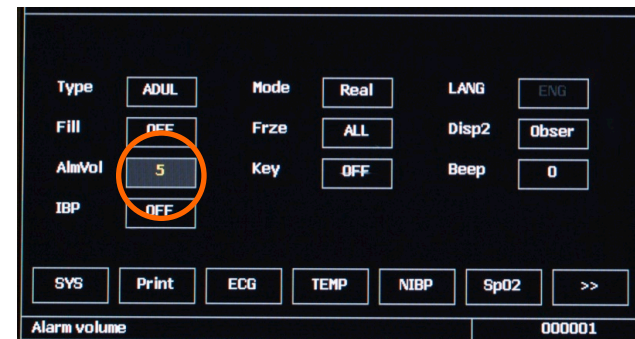 Type ADUL Mode Real LANG ENG
Fill OFF Frze ALL Disp2 Obser
AlmVol 5 Key OFF Beep 0
IBP OFF
SYS Print ECG TEMP NIBP SpO2 >>
Alarm volume 000001